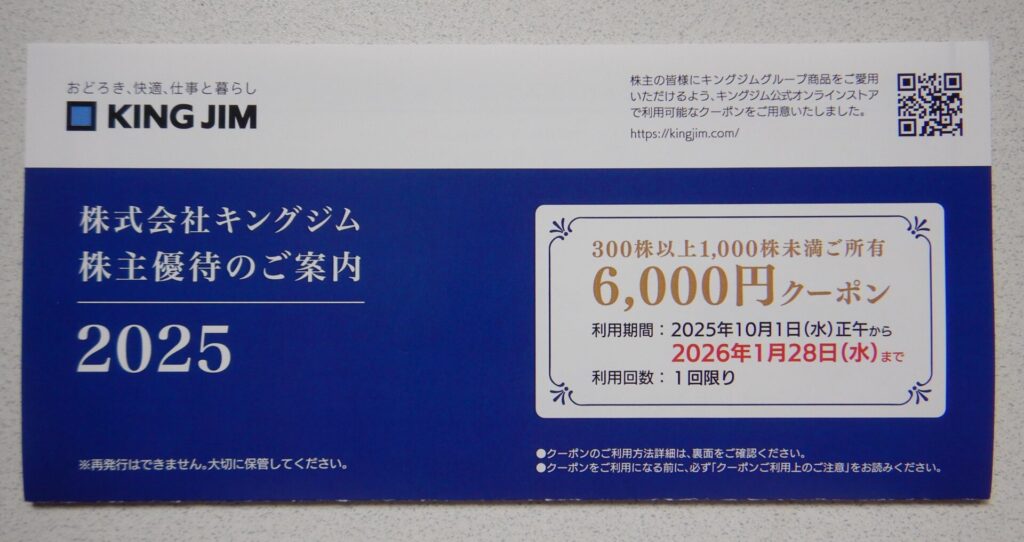 おどろき、快適、仕事と暮らし
KING JIM
株主の皆様にキングジムグループ商品をご愛用
いただけるよう、キングジム公式オンラインストア
で利用可能なクーポンをご用意いたしました。
https://kingjim.com/
株式会社キングジム
株主優待のご案内
2025
300株以上1,000株未満ご所有
6,000円クーポン
利用期間：2025年10月1日(水)正午から
2026年1月28日(水)まで
利用回数：1回限り
※再発行はできません。大切に保管してください。
●クーポンのご利用方法詳細は、裏面をご確認ください。
●クーポンをご利用になる前に、必ず「クーポンご利用上のご注意」をお読みください。